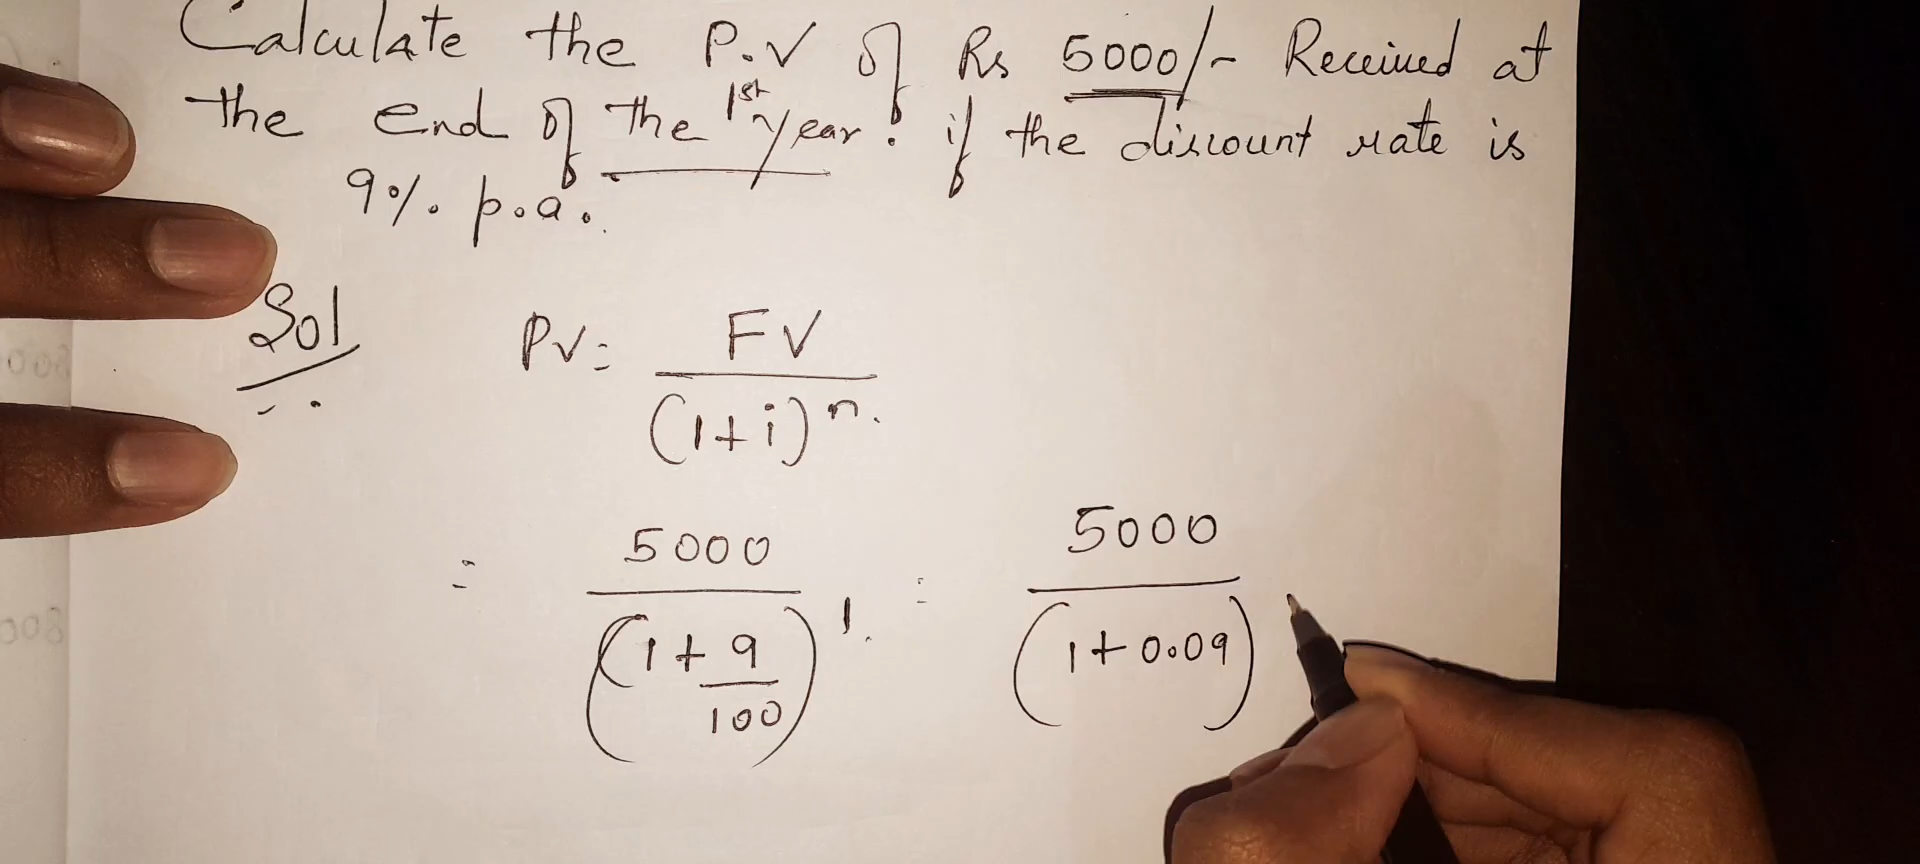 Calculate the P.V of Rs 5000/- Received at
the end of the 1st year. if the discount rate is
9% p.a.
Sol
PV = FV / (1+i)^n.
= 5000 / (1 + 9/100)^1. = 5000 / (1+0.09)